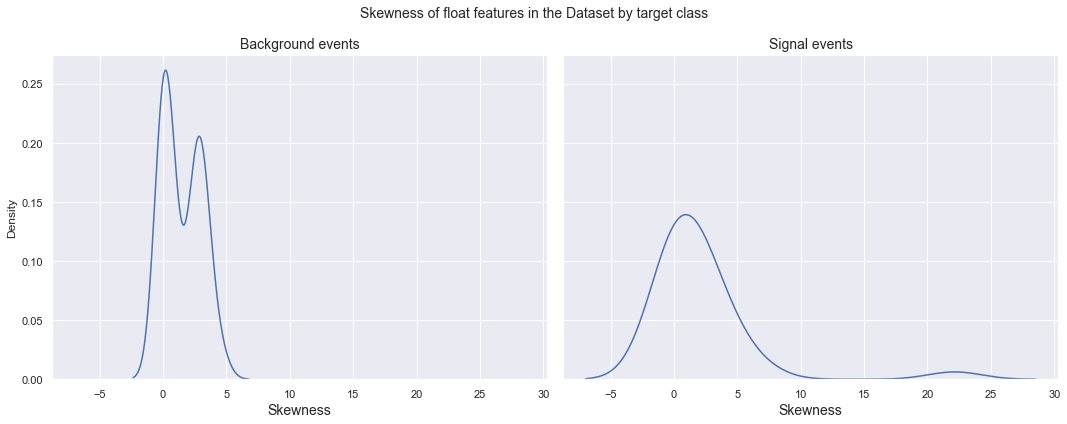 Skewness of float features in the Dataset by target class
Background events
Signal events
Density
0.25
0.20
0.15
0.10
0.05
0.00
−5 0 5 10 15 20 25 30
−5 0 5 10 15 20 25 30
Skewness
Skewness